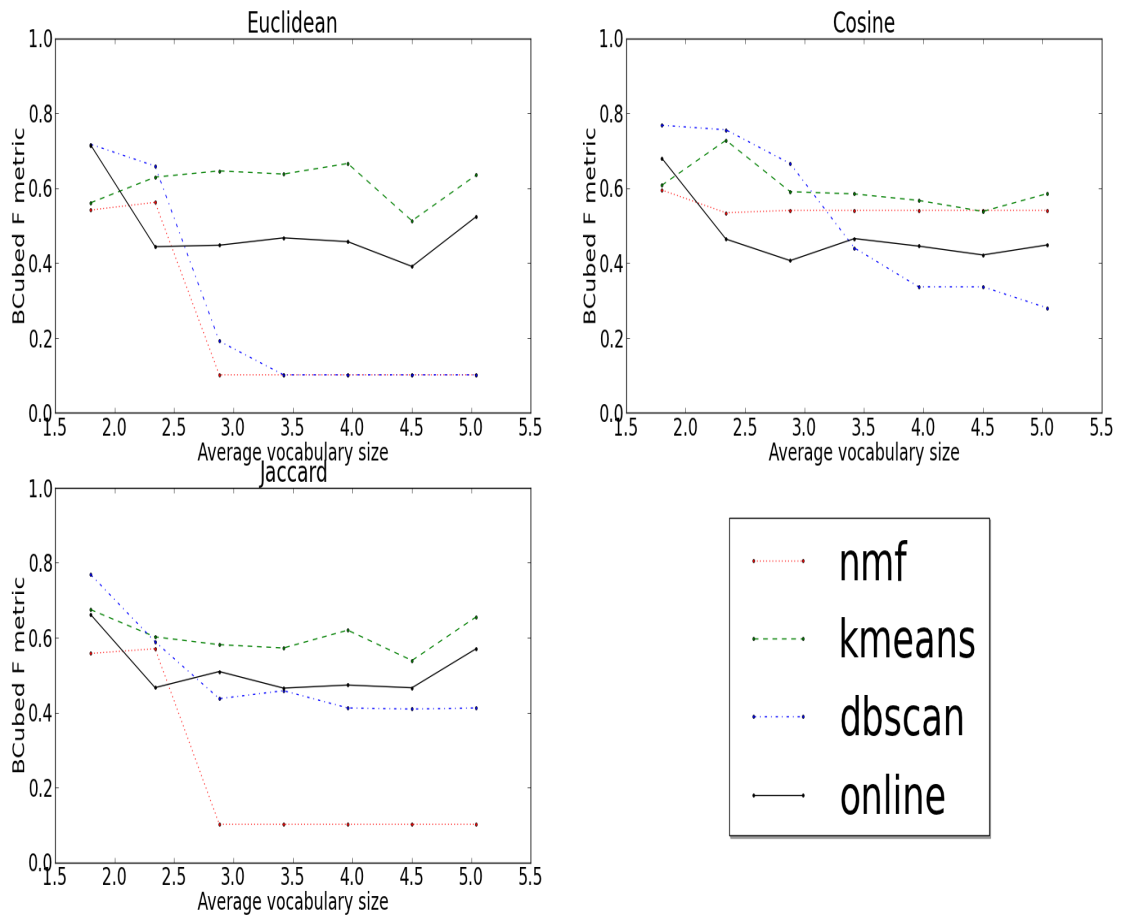 Euclidean
1.0
0.8
0.6
0.4
0.2
0.0
BCubed F metric
1.5 2.0 2.5 3.0 3.5 4.0 4.5 5.0 5.5
Average vocabulary size
Cosine
1.0
0.8
0.6
0.4
0.2
0.0
BCubed F metric
1.5 2.0 2.5 3.0 3.5 4.0 4.5 5.0 5.5
Average vocabulary size
Jaccard
1.0
0.8
0.6
0.4
0.2
0.0
BCubed F metric
1.5 2.0 2.5 3.0 3.5 4.0 4.5 5.0 5.5
Average vocabulary size
nmf
kmeans
dbscan
online